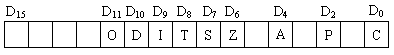 D15 D11 D10 D9 D8 D7 D6 D4 D2 D0
O D I T S Z A P C